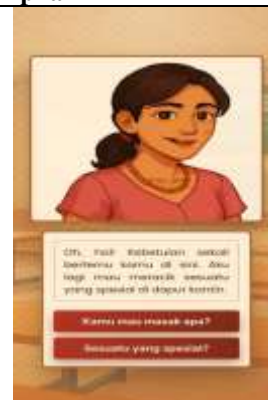 Oh, hai! Kebetulan sekali
bertemu kamu di sini. Aku
lagi mau meracik sesuatu
yang spesial di dapur kantin.
Kamu mau masak apa?
Sesuatu yang spesial?